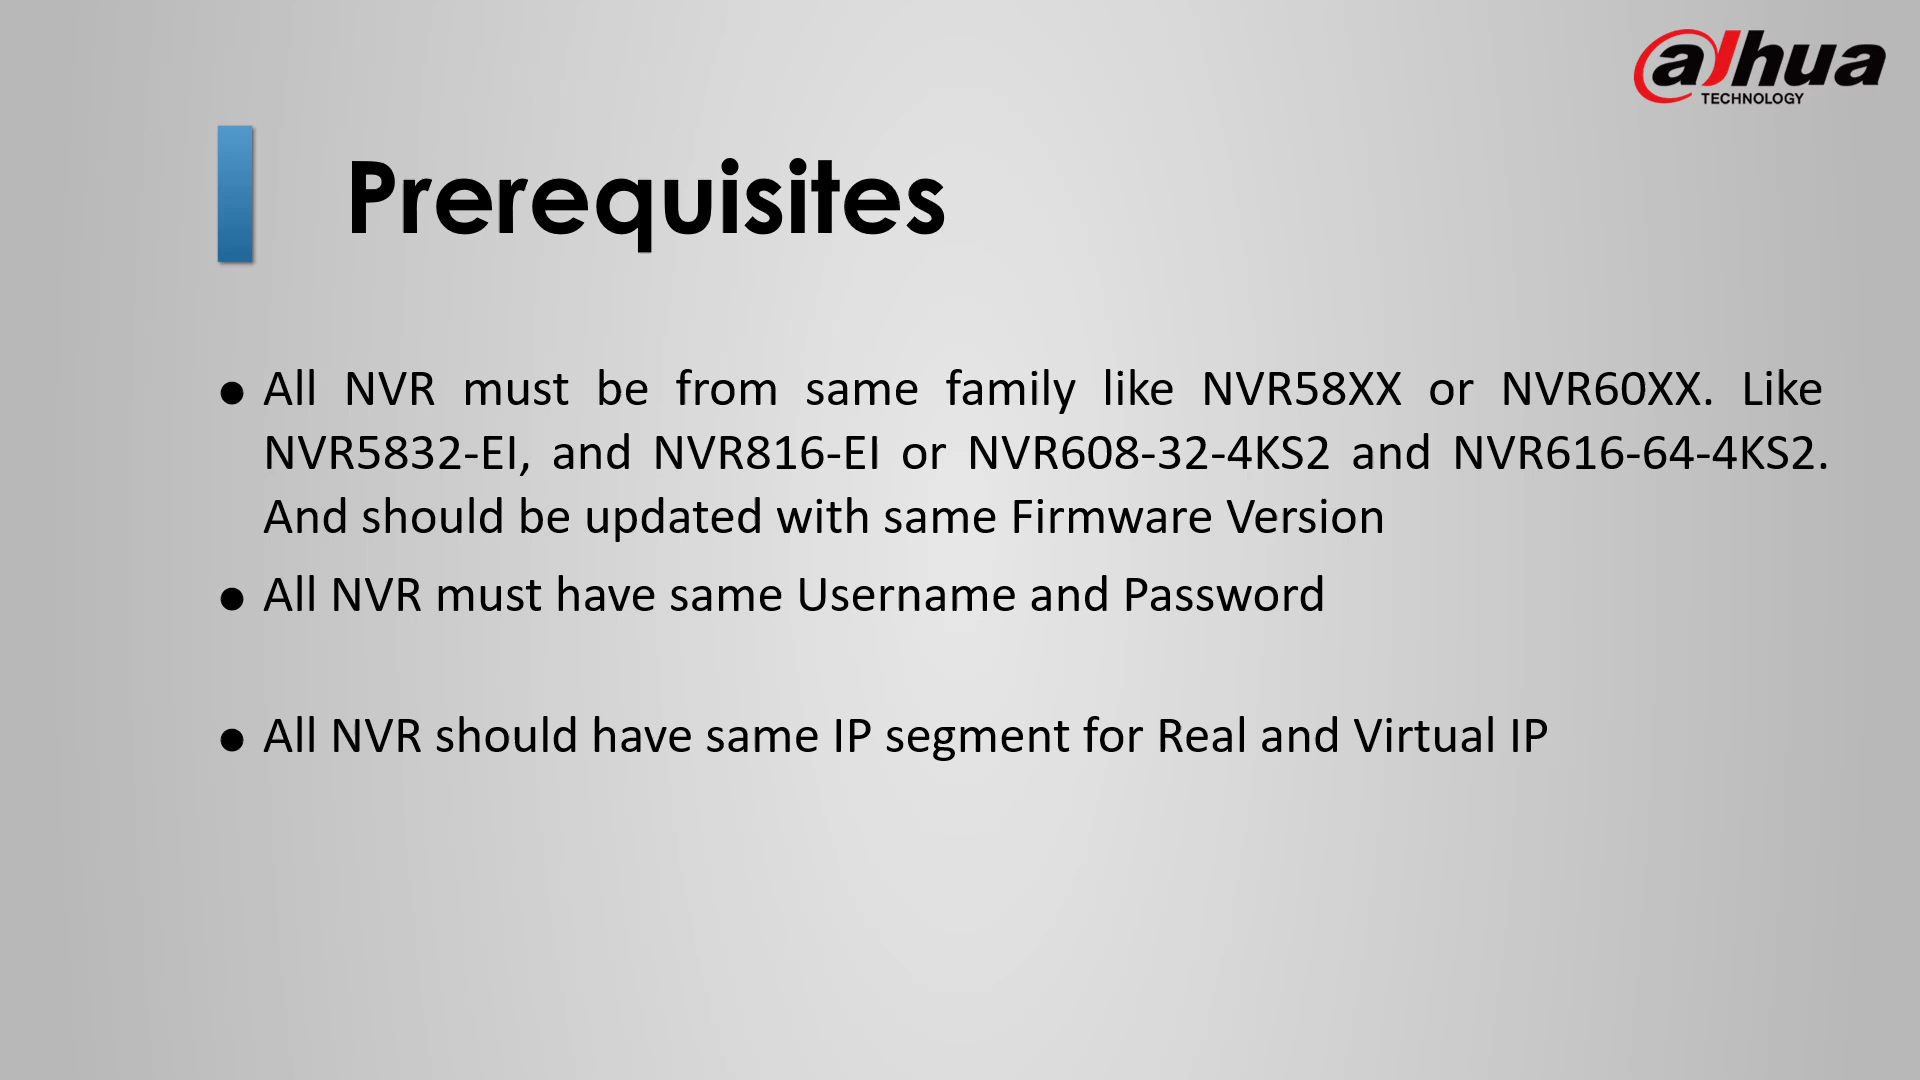 alhua
TECHNOLOGY
Prerequisites
● All NVR must be from same family like NVR58XX or NVR60XX. Like
NVR5832-EI, and NVR816-EI or NVR608-32-4KS2 and NVR616-64-4KS2.
And should be updated with same Firmware Version
● All NVR must have same Username and Password
● All NVR should have same IP segment for Real and Virtual IP